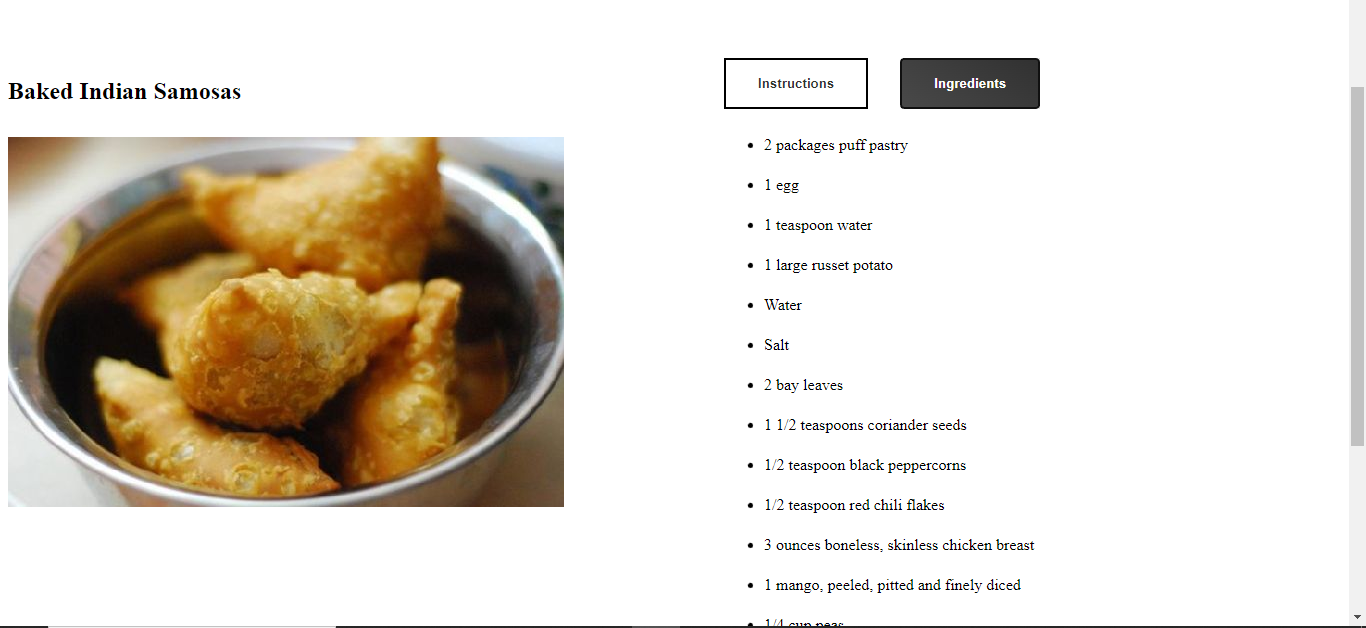 Baked Indian Samosas
Instructions
Ingredients
2 packages puff pastry
1 egg
1 teaspoon water
1 large russet potato
Water
Salt
2 bay leaves
1 1/2 teaspoons coriander seeds
1/2 teaspoon black peppercorns
1/2 teaspoon red chili flakes
3 ounces boneless, skinless chicken breast
1 mango, peeled, pitted and finely diced
1/4 cup peas